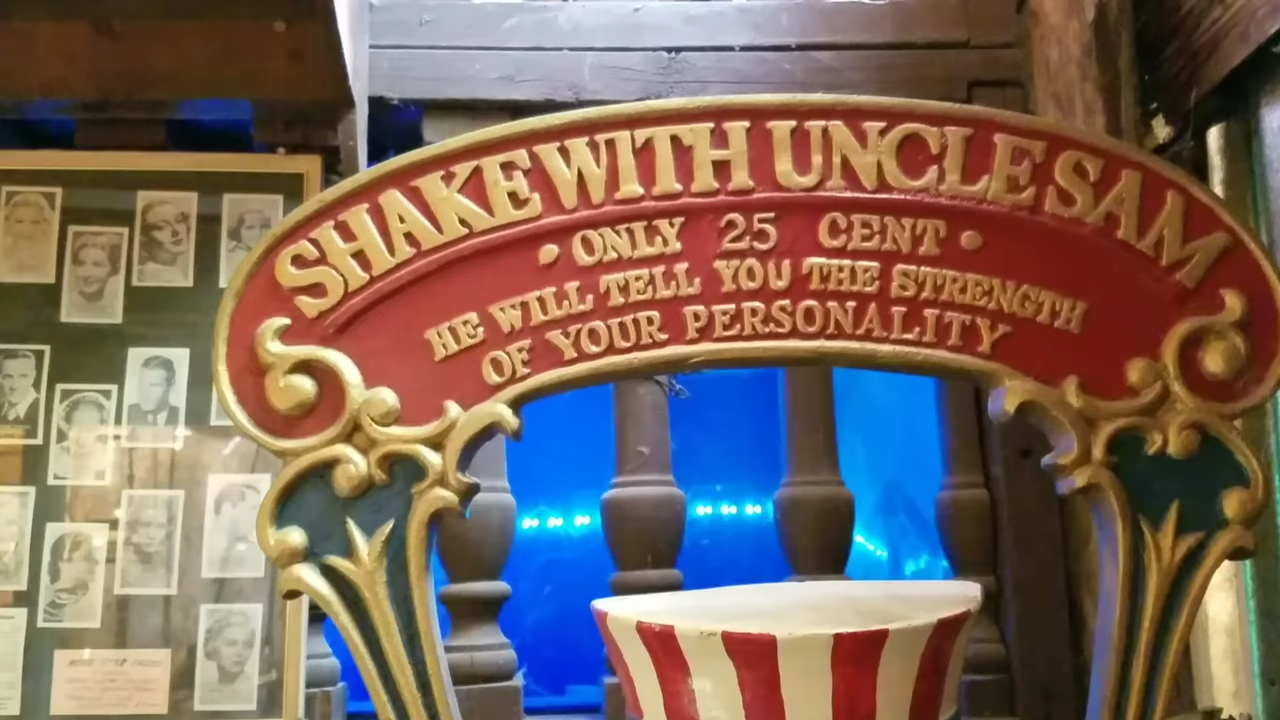 SHAKE WITH UNCLE SAM
• ONLY 25 CENT •
HE WILL TELL YOU THE STRENGTH
OF YOUR PERSONALITY